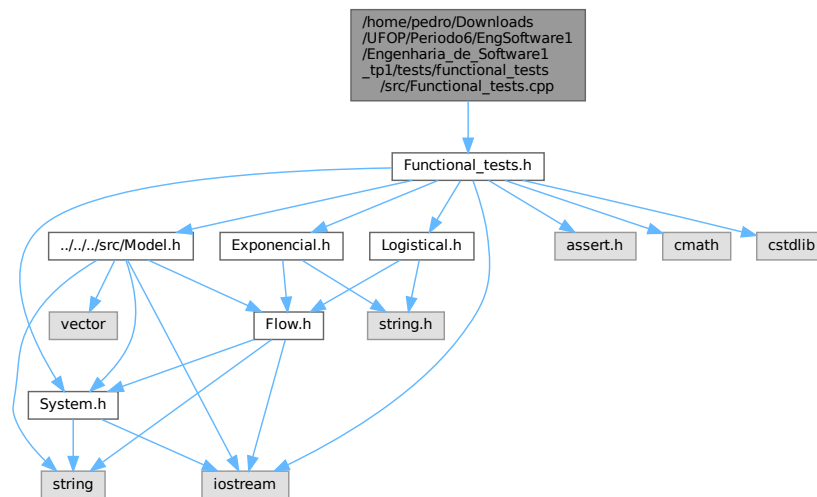 /home/pedro/Downloads
/UFOP/Periodo6/EngSoftware1
/Engenharia_de_Software1
_tp1/tests/functional_tests
/src/Functional_tests.cpp
Functional_tests.h
../../../src/Model.h
Exponencial.h
Logistical.h
assert.h
cmath
cstdlib
vector
Flow.h
string.h
System.h
string
iostream